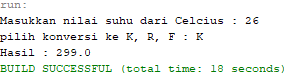 run:
Masukkan nilai suhu dari Celcius : 26
pilih konversi ke K, R, F : K
Hasil : 299.0
BUILD SUCCESSFUL (total time: 18 seconds)